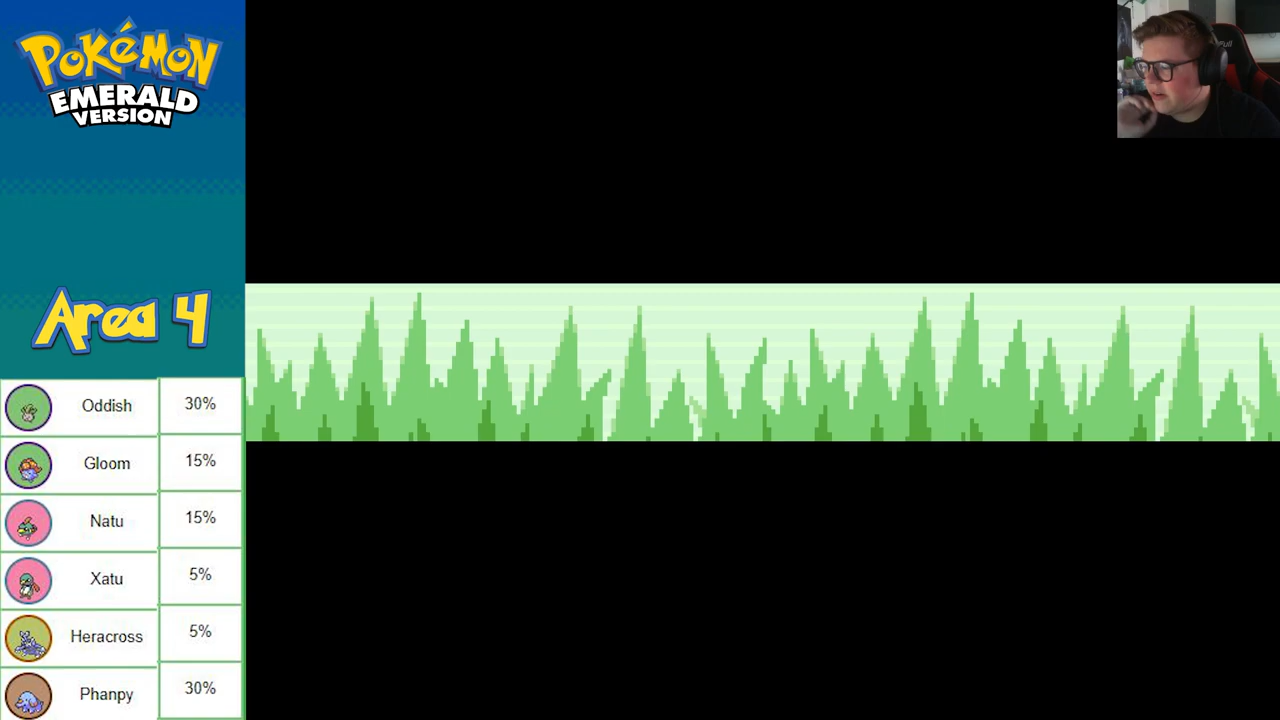 POKÉMON
EMERALD
VERSION
Area 4
Oddish 30%
Gloom 15%
Natu 15%
Xatu 5%
Heracross 5%
Phanpy 30%